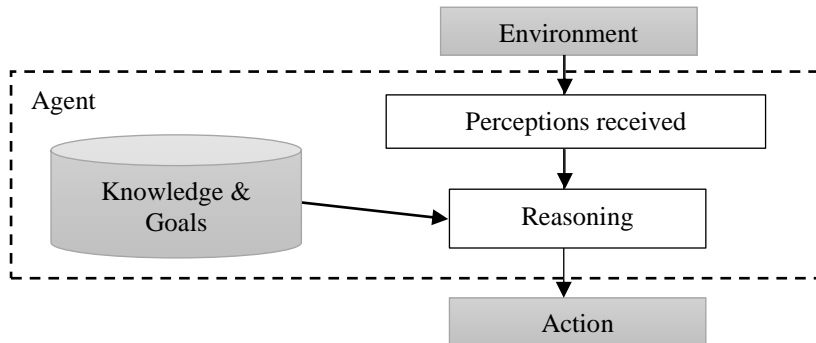 Environment
Agent
Perceptions received
Knowledge &
Goals
Reasoning
Action